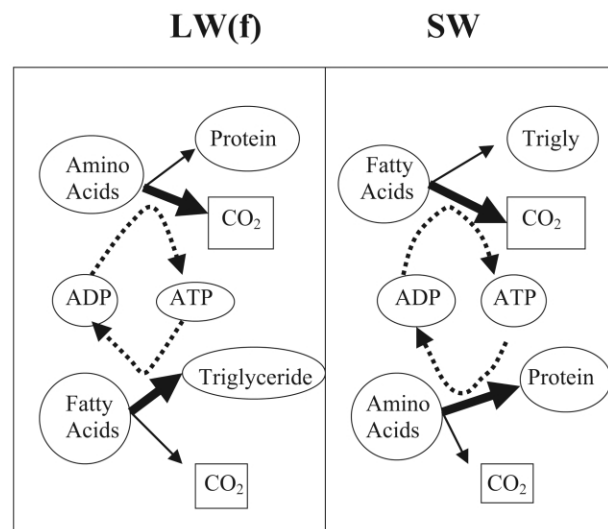 LW(f)
SW
Protein
Amino
Acids
CO₂
ADP
ATP
Triglyceride
Fatty
Acids
CO₂
Trigly
Fatty
Acids
CO₂
ADP
ATP
Protein
Amino
Acids
CO₂